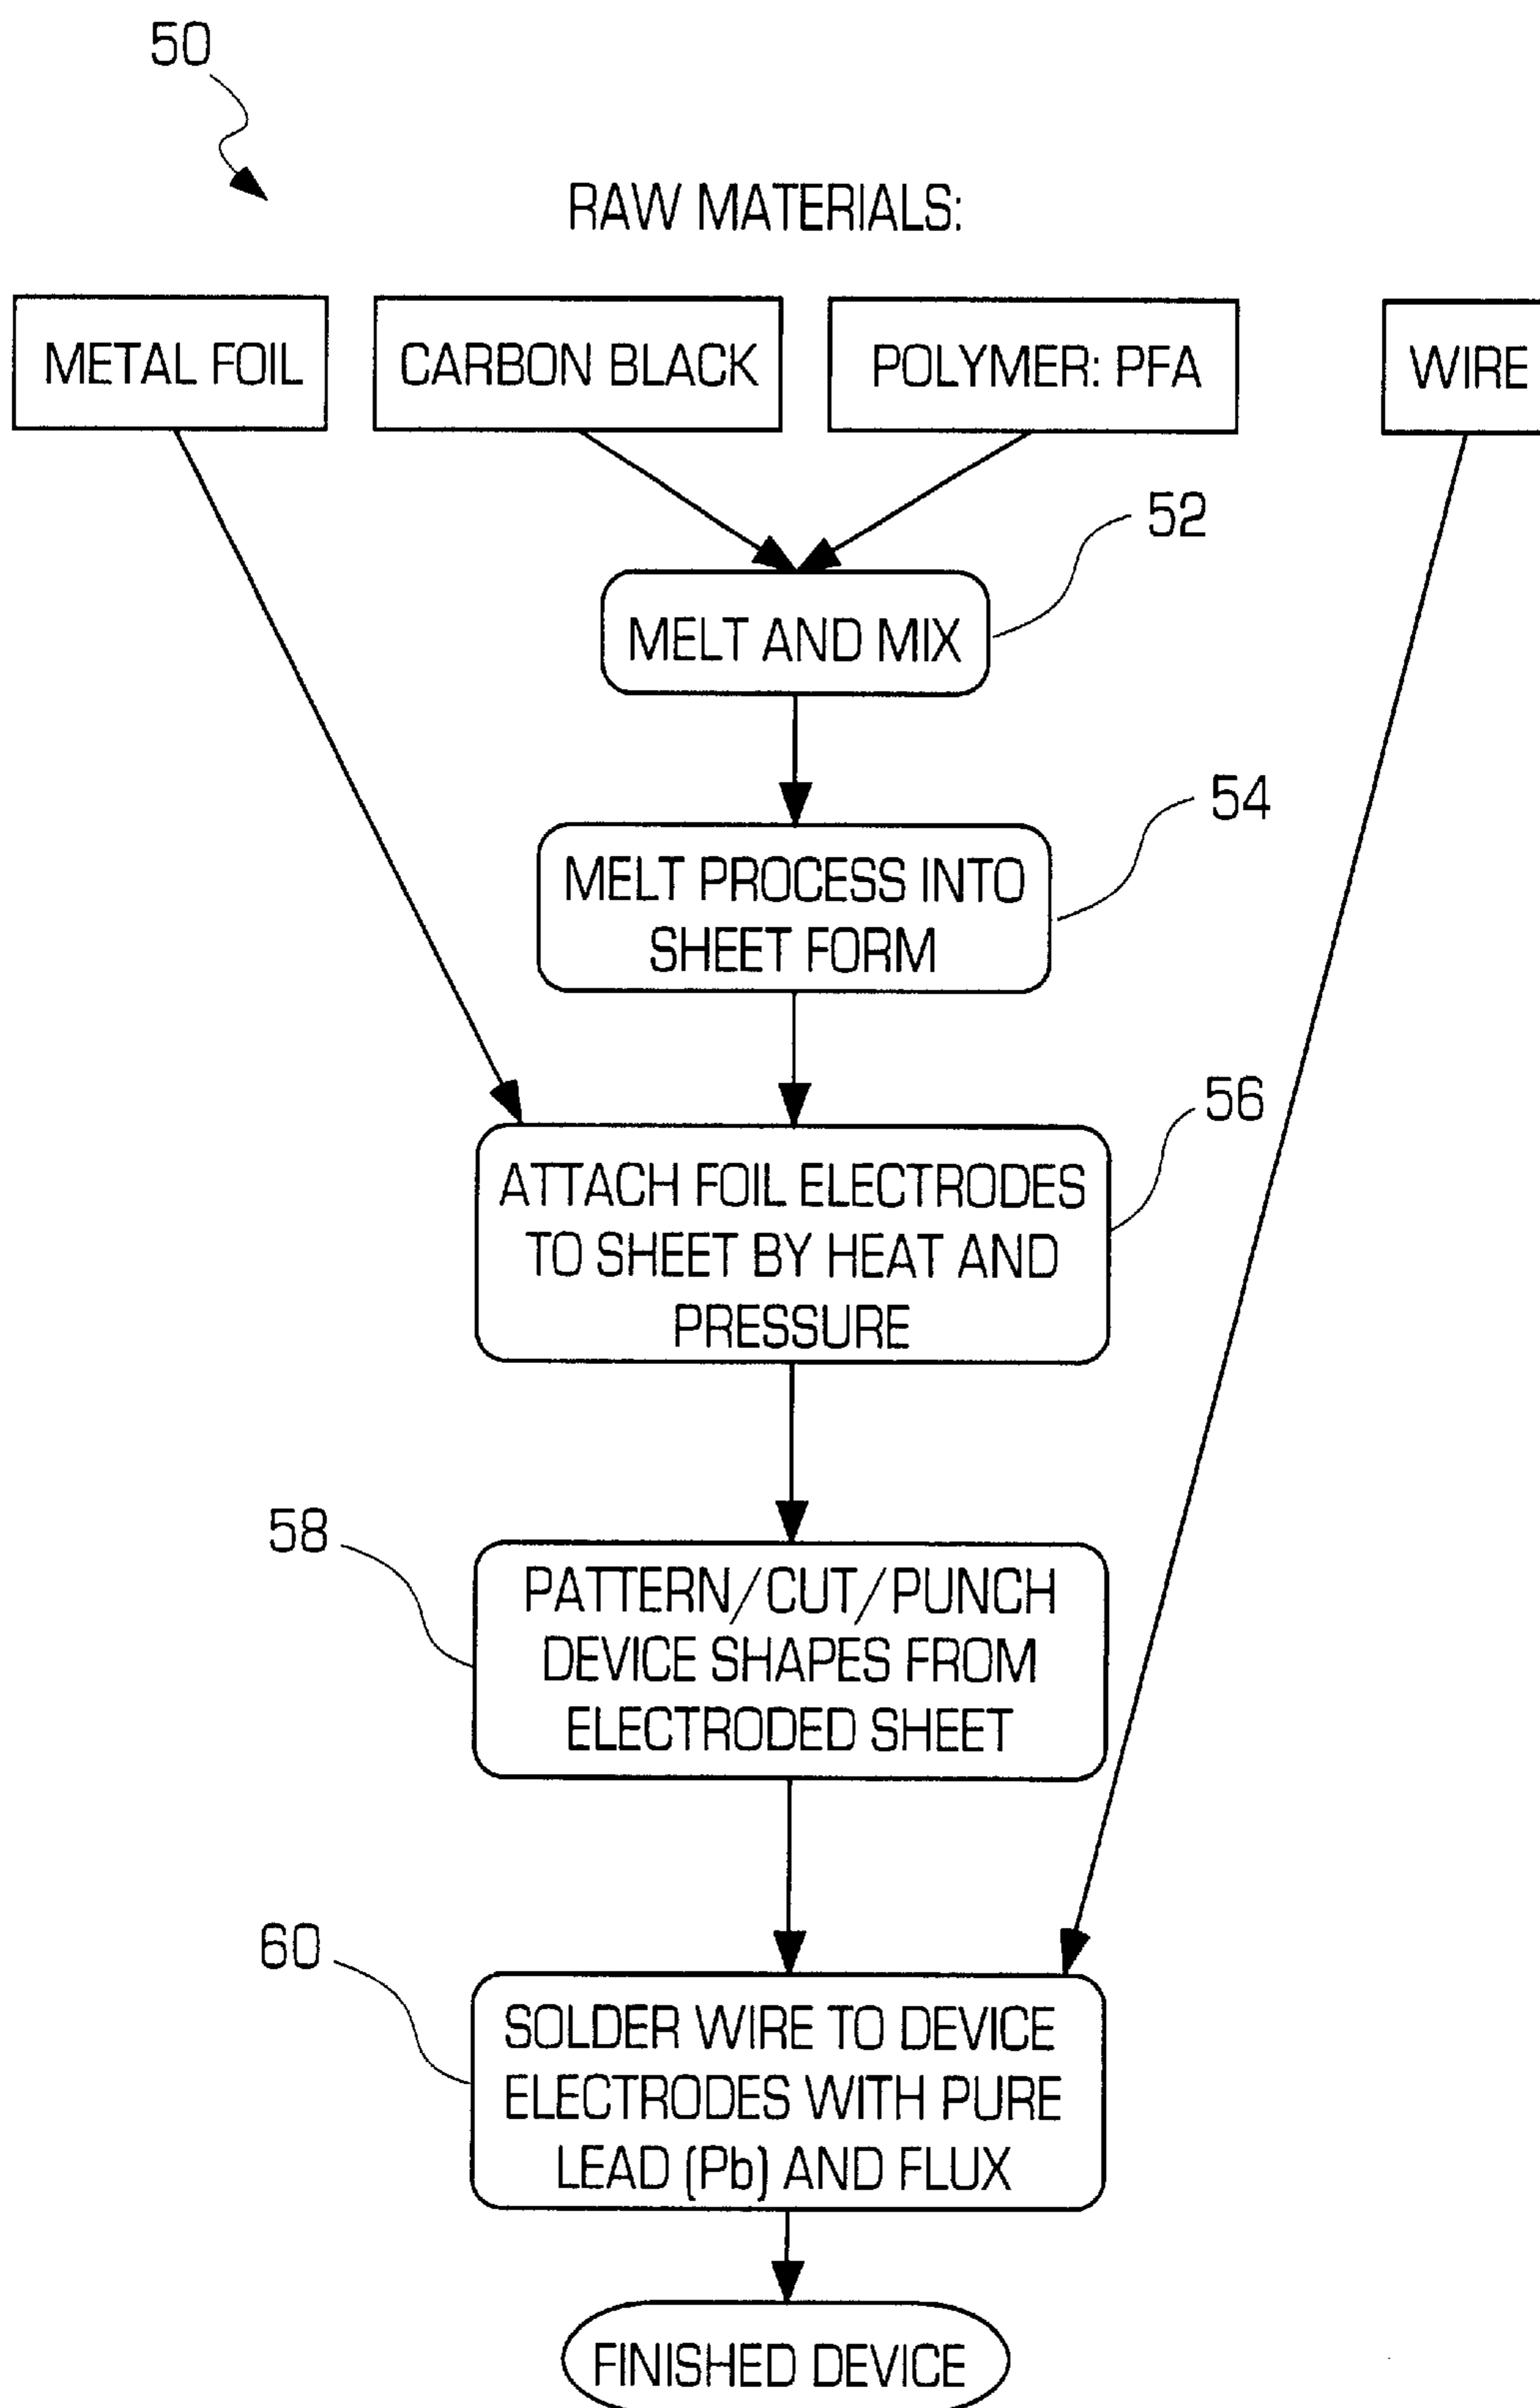 50
RAW MATERIALS:
METAL FOIL
CARBON BLACK
POLYMER: PFA
WIRE
52
MELT AND MIX
54
MELT PROCESS INTO
SHEET FORM
56
ATTACH FOIL ELECTRODES
TO SHEET BY HEAT AND
PRESSURE
58
PATTERN/CUT/PUNCH
DEVICE SHAPES FROM
ELECTRODED SHEET
60
SOLDER WIRE TO DEVICE
ELECTRODES WITH PURE
LEAD (Pb) AND FLUX
FINISHED DEVICE